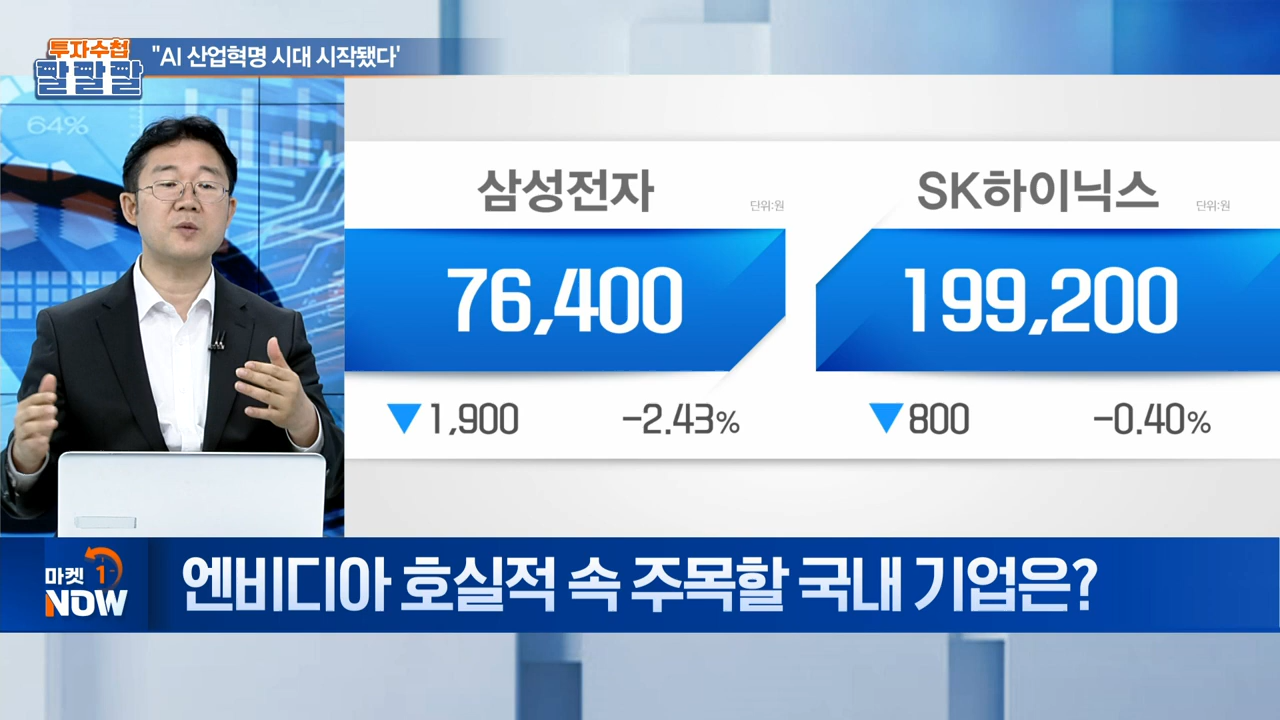 투자수첩
팔팔팔
"AI 산업혁명 시대 시작됐다'
64%
삼성전자
단위:원
76,400
▼1,900
-2.43%
SK하이닉스
단위:원
199,200
▼800
-0.40%
마켓 1
NOW
엔비디아 호실적 속 주목할 국내 기업은?